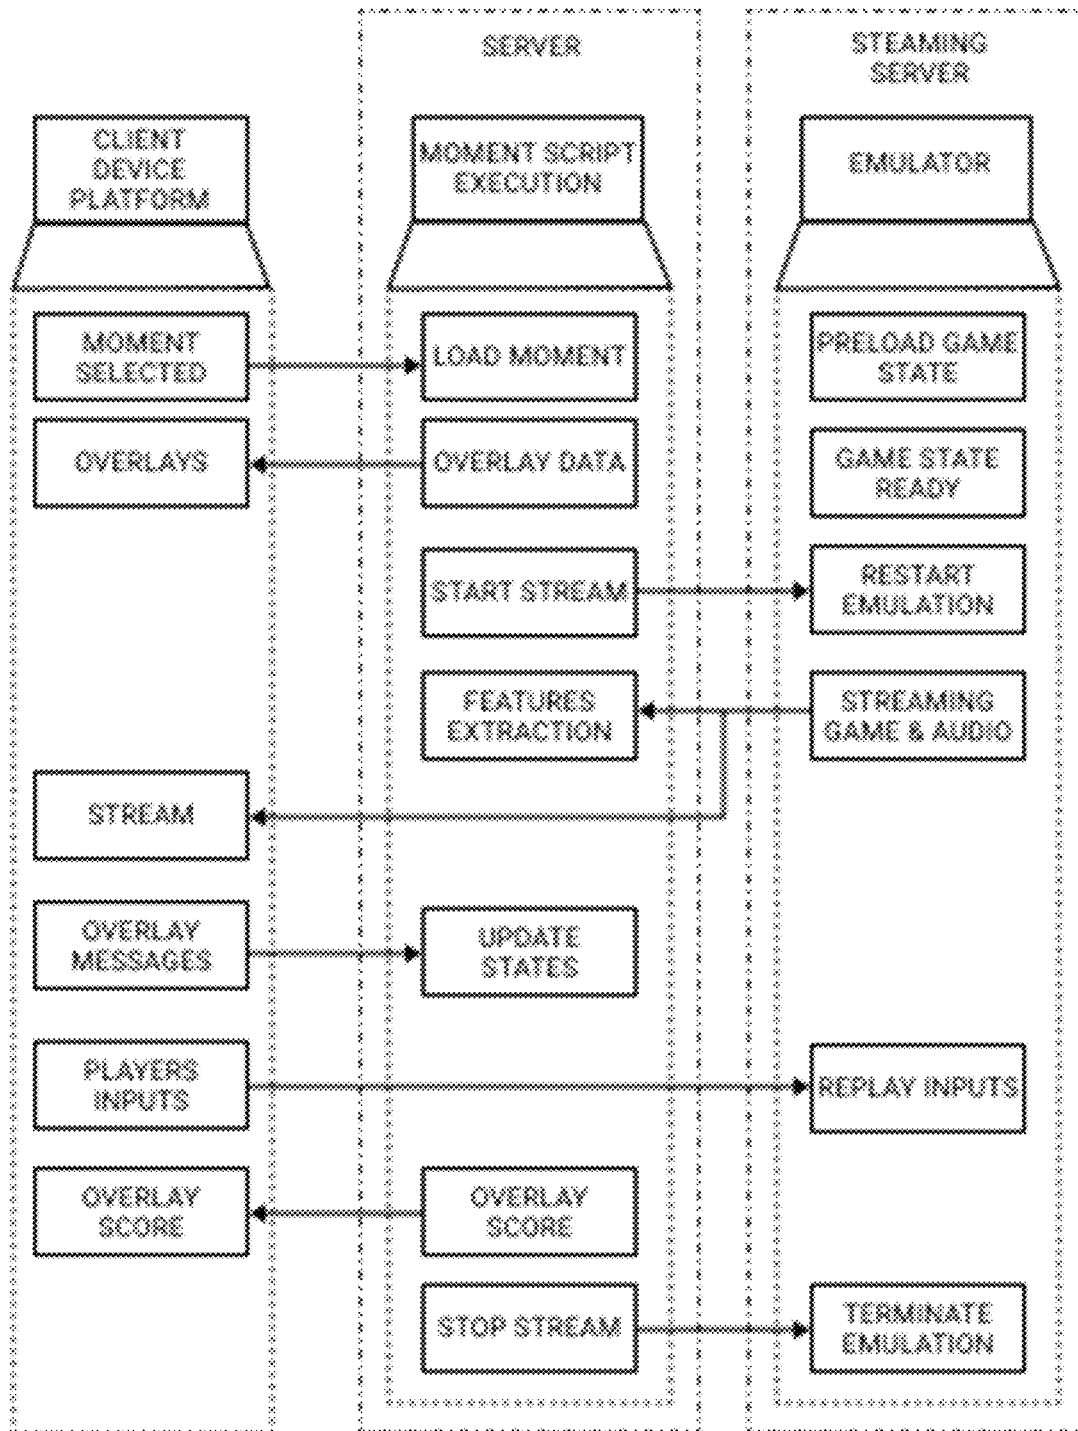 SERVER
STEAMING
SERVER
CLIENT
DEVICE
PLATFORM
MOMENT SCRIPT
EXECUTION
EMULATOR
MOMENT
SELECTED
LOAD MOMENT
PRELOAD GAME
STATE
OVERLAYS
OVERLAY DATA
GAME STATE
READY
START STREAM
RESTART
EMULATION
FEATURES
EXTRACTION
STREAMING
GAME & AUDIO
STREAM
OVERLAY
MESSAGES
UPDATE
STATES
PLAYERS
INPUTS
REPLAY INPUTS
OVERLAY
SCORE
OVERLAY
SCORE
STOP STREAM
TERMINATE
EMULATION